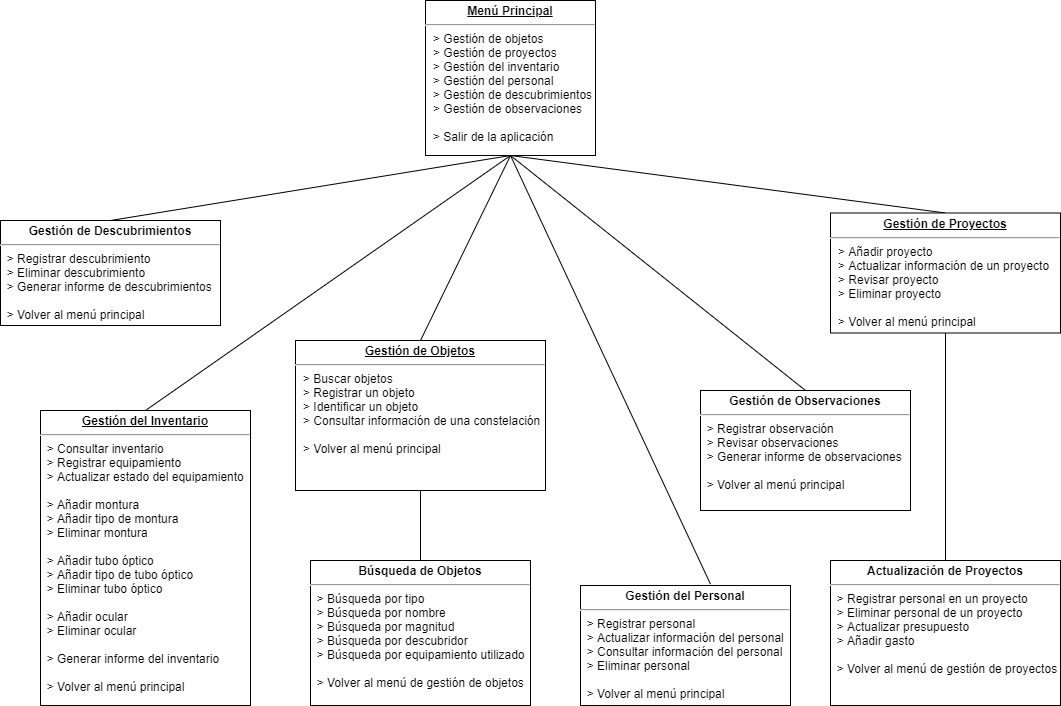 Menú Principal
> Gestión de objetos
> Gestión de proyectos
> Gestión del inventario
> Gestión del personal
> Gestión de descubrimientos
> Gestión de observaciones
> Salir de la aplicación
Gestión de Descubrimientos
> Registrar descubrimiento
> Eliminar descubrimiento
> Generar informe de descubrimientos
> Volver al menú principal
Gestión de Proyectos
> Añadir proyecto
> Actualizar información de un proyecto
> Revisar proyecto
> Eliminar proyecto
> Volver al menú principal
Gestión de Objetos
> Buscar objetos
> Registrar un objeto
> Identificar un objeto
> Consultar información de una constelación
> Volver al menú principal
Gestión de Observaciones
> Registrar observación
> Revisar observaciones
> Generar informe de observaciones
> Volver al menú principal
Gestión del Inventario
> Consultar inventario
> Registrar equipamiento
> Actualizar estado del equipamiento
> Añadir montura
> Añadir tipo de montura
> Eliminar montura
> Añadir tubo óptico
> Añadir tipo de tubo óptico
> Eliminar tubo óptico
> Añadir ocular
> Eliminar ocular
> Generar informe del inventario
> Volver al menú principal
Búsqueda de Objetos
> Búsqueda por tipo
> Búsqueda por nombre
> Búsqueda por magnitud
> Búsqueda por descubridor
> Búsqueda por equipamiento utilizado
> Volver al menú de gestión de objetos
Gestión del Personal
> Registrar personal
> Actualizar información del personal
> Consultar información del personal
> Eliminar personal
> Volver al menú principal
Actualización de Proyectos
> Registrar personal en un proyecto
> Eliminar personal de un proyecto
> Actualizar presupuesto
> Añadir gasto
> Volver al menú de gestión de proyectos